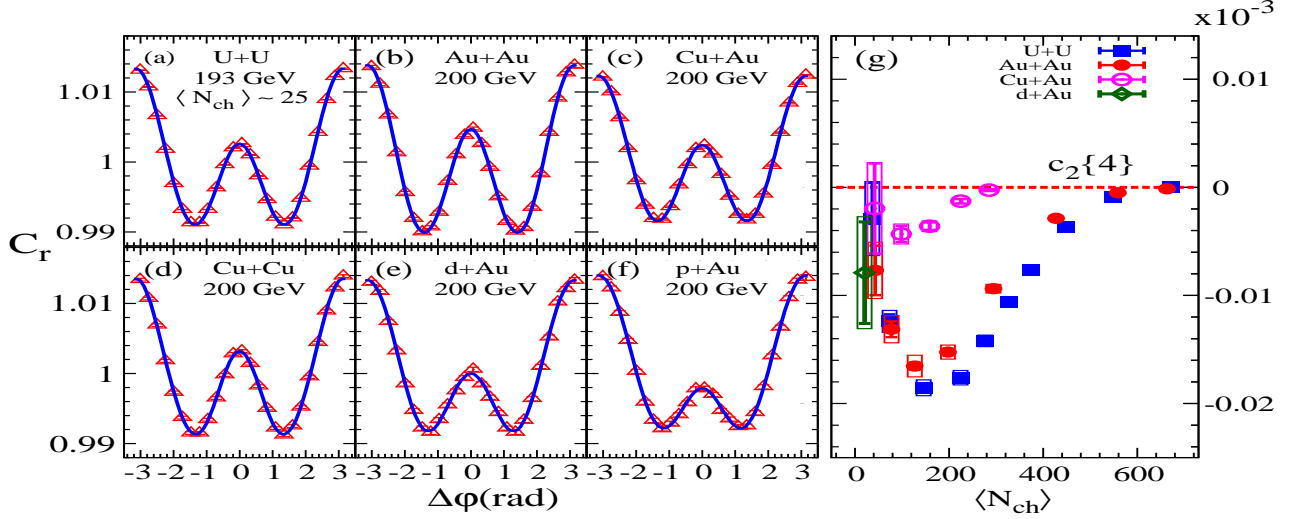 x10⁻³
(a) U+U
193 GeV
⟨ N_ch ⟩ ~ 25
(b) Au+Au
200 GeV
(c) Cu+Au
200 GeV
1.01
1
0.99
C_r
(d) Cu+Cu
200 GeV
(e) d+Au
200 GeV
(f) p+Au
200 GeV
1.01
1
0.99
-3 -2 -1 0 1 2 3
-3 -2 -1 0 1 2 3
-3 -2 -1 0 1 2 3
Δφ(rad)
(g)
U+U
Au+Au
Cu+Au
d+Au
c₂{4}
0.01
0
-0.01
-0.02
0 200 400 600
⟨N_ch⟩